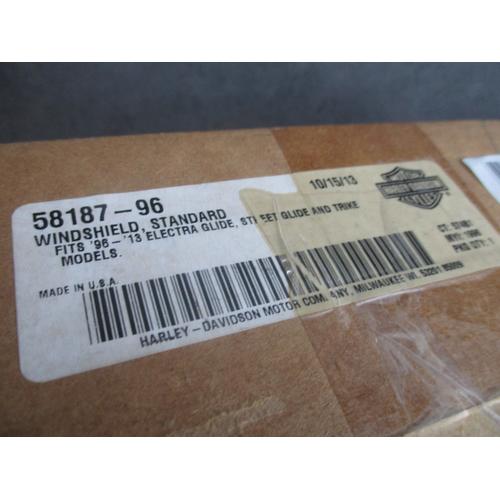 58187-96
10/15/13
WINDSHIELD, STANDARD
FITS '96-'13 ELECTRA GLIDE, STREET GLIDE AND TRIKE
MODELS.
MADE IN U.S.A.
HARLEY-DAVIDSON MOTOR COMPANY, MILWAUKEE WI. 53201